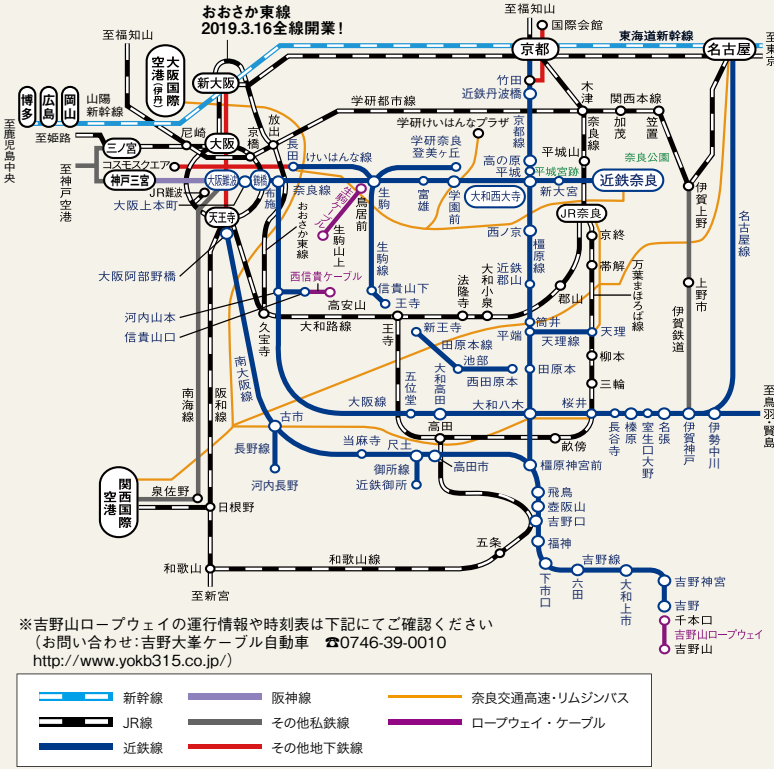 おおさか東線
2019.3.16全線開業！
至福知山
至福知山
国際会館
東海道新幹線
至東京
京都
名古屋
大阪国際空港(伊丹)
新大阪
博多
広島
岡山
山陽新幹線
至鹿児島中央
至姫路
三ノ宮
尼崎
大阪
京橋
放出
学研都市線
竹田
近鉄丹波橋
京都線
木津
関西本線
加茂
笠置
学研けいはんなプラザ
学研奈良登美ヶ丘
奈良線
コスモスクエア
長田
けいはんな線
高の原
平城
平城山
平城宮跡
奈良公園
至神戸空港
神戸三宮
大阪難波
鶴橋
布施
奈良線
生駒
富雄
学園前
大和西大寺
新大宮
近鉄奈良
伊賀上野
JR難波
大阪上本町
天王寺
おおさか東線
生駒ケーブル
鳥居前
生駒山上
生駒線
西ノ京
橿原線
JR奈良
京終
帯解
万葉まほろば線
名古屋線
大阪阿部野橋
西信貴ケーブル
高安山
信貴山下
王寺
法隆寺
大和小泉
近鉄郡山
郡山
上野市
伊賀鉄道
河内山本
信貴山口
久宝寺
大和路線
王寺
新王寺
田原本線
池部
西田原本
筒井
平端
天理線
天理
田原本
柳本
三輪
南大阪線
南海線
阪和線
大阪線
五位堂
大和高田
大和八木
桜井
長谷寺
榛原
室生口大野
名張
伊賀神戸
伊勢中川
至鳥羽・賢島
古市
長野線
河内長野
当麻寺
尺土
高田
畝傍
御所線
近鉄御所
高田市
橿原神宮前
関西国際空港
泉佐野
日根野
飛鳥
壺阪山
吉野口
福神
五条
和歌山
和歌山線
至新宮
下市口
吉野線
六田
大和上市
吉野神宮
吉野
千本口
吉野山ロープウェイ
吉野山
※吉野山ロープウェイの運行情報や時刻表は下記にてご確認ください
（お問い合わせ：吉野大峯ケーブル自動車　☎0746-39-0010
http://www.yokb315.co.jp/）
新幹線
阪神線
奈良交通高速・リムジンバス
JR線
その他私鉄線
ロープウェイ・ケーブル
近鉄線
その他地下鉄線